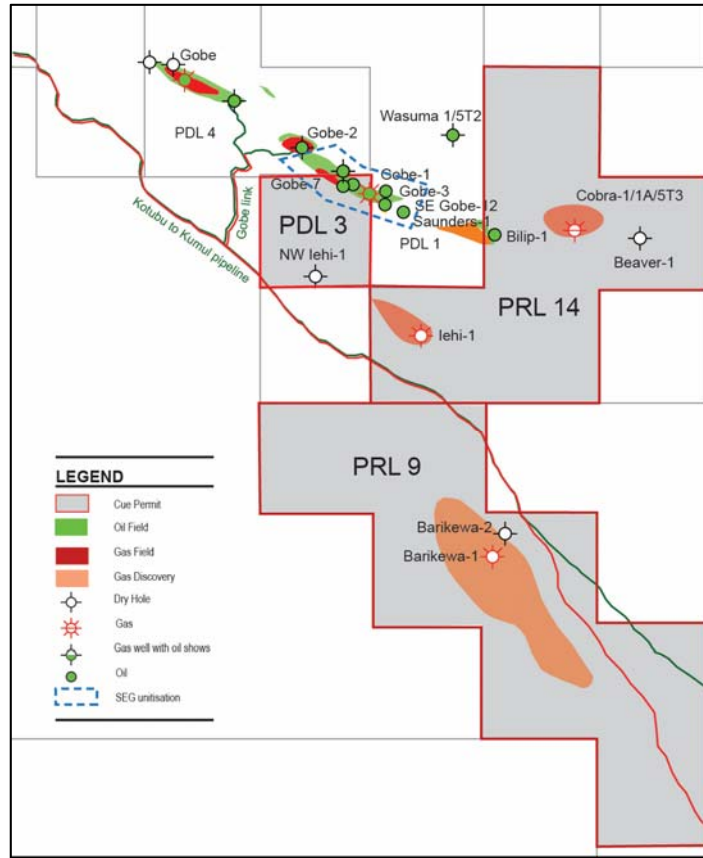 Gobe
Wasuma 1/5T2
PDL 4
Gobe-2
Gobe-1
Cobra-1/1A/5T3
Gobe-7
Gobe-3
SE Gobe-12
Saunders-1
Gobe link
PDL 3
PDL 1
Bilip-1
Beaver-1
Kotubu to Kumul pipeline
NW Iehi-1
PRL 14
Iehi-1
PRL 9
LEGEND
Cue Permit
Oil Field
Gas Field
Gas Discovery
Dry Hole
Gas
Gas well with oil shows
Oil
SEG unitisation
Barikewa-2
Barikewa-1